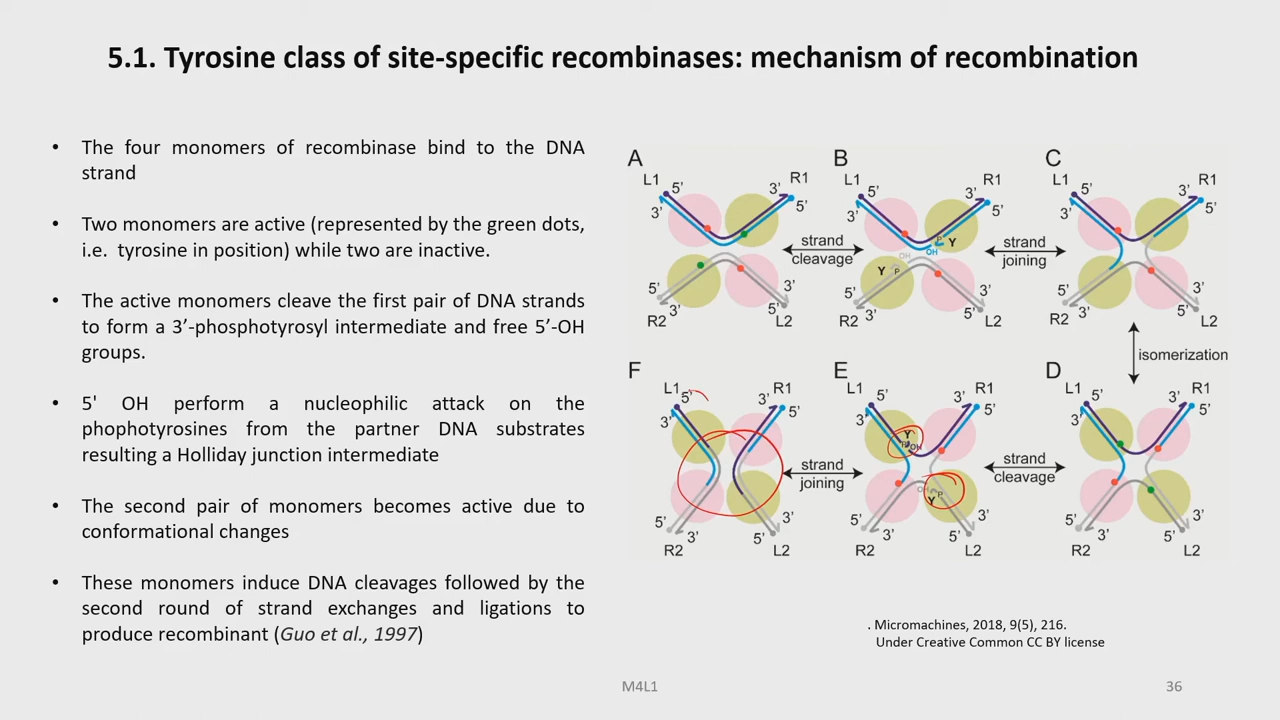 5.1. Tyrosine class of site-specific recombinases: mechanism of recombination
• The four monomers of recombinase bind to the DNA
strand
• Two monomers are active (represented by the green dots,
i.e. tyrosine in position) while two are inactive.
• The active monomers cleave the first pair of DNA strands
to form a 3’-phosphotyrosyl intermediate and free 5’-OH
groups.
• 5' OH perform a nucleophilic attack on the
phophotyrosines from the partner DNA substrates
resulting a Holliday junction intermediate
• The second pair of monomers becomes active due to
conformational changes
• These monomers induce DNA cleavages followed by the
second round of strand exchanges and ligations to
produce recombinant (Guo et al., 1997)
A
L1 5’ 3’ R1
3’ 5’
5’ 3’
R2 3’ 5’ L2
strand
cleavage
B
L1 5’ 3’ R1
3’ 5’
P Y
OH OH
Y P
5’ 3’
R2 3’ 5’ L2
strand
joining
C
L1 5’ 3’ R1
3’ 5’
5’ 3’
R2 3’ 5’ L2
isomerization
F
L1 5’ 3’ R1
3’ 5’
5’ 3’ 3’ 5’
R2 L2
strand
joining
E
L1 5’ 3’ R1
3’ 5’
Y
P OH
OH P
Y
5’ 3’ 3’ 5’
R2 L2
strand
cleavage
D
L1 5’ 3’ R1
3’ 5’
5’ 3’ 3’ 5’
R2 L2
. Micromachines, 2018, 9(5), 216.
Under Creative Common CC BY license
M4L1
36